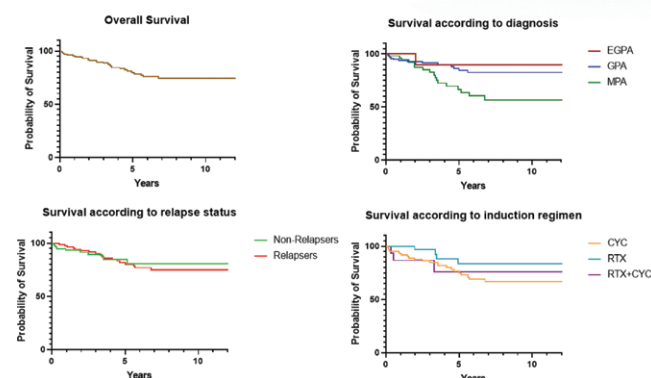 Overall Survival
Probability of Survival
100
50
0
0 5 10
Years
Survival according to diagnosis
Probability of Survival
100
50
0
0 5 10
Years
EGPA
GPA
MPA
Survival according to relapse status
Probability of Survival
100
50
0
0 5 10
Years
Non-Relapsers
Relapsers
Survival according to induction regimen
Probability of Survival
100
50
0
0 5 10
Years
CYC
RTX
RTX+CYC